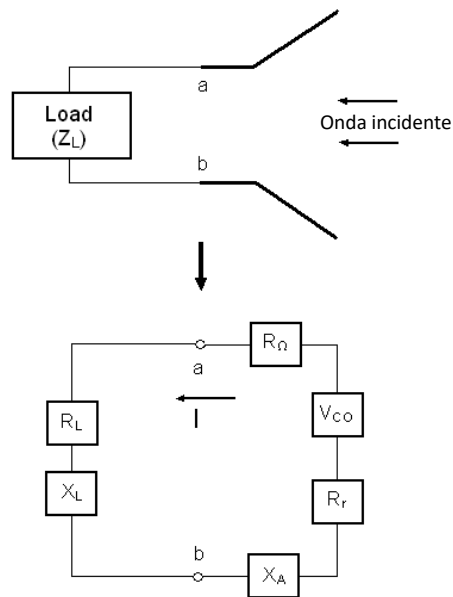 a
Load
(ZL)
Onda incidente
b
RΩ
a
I
VCO
RL
XL
Rr
b
XA